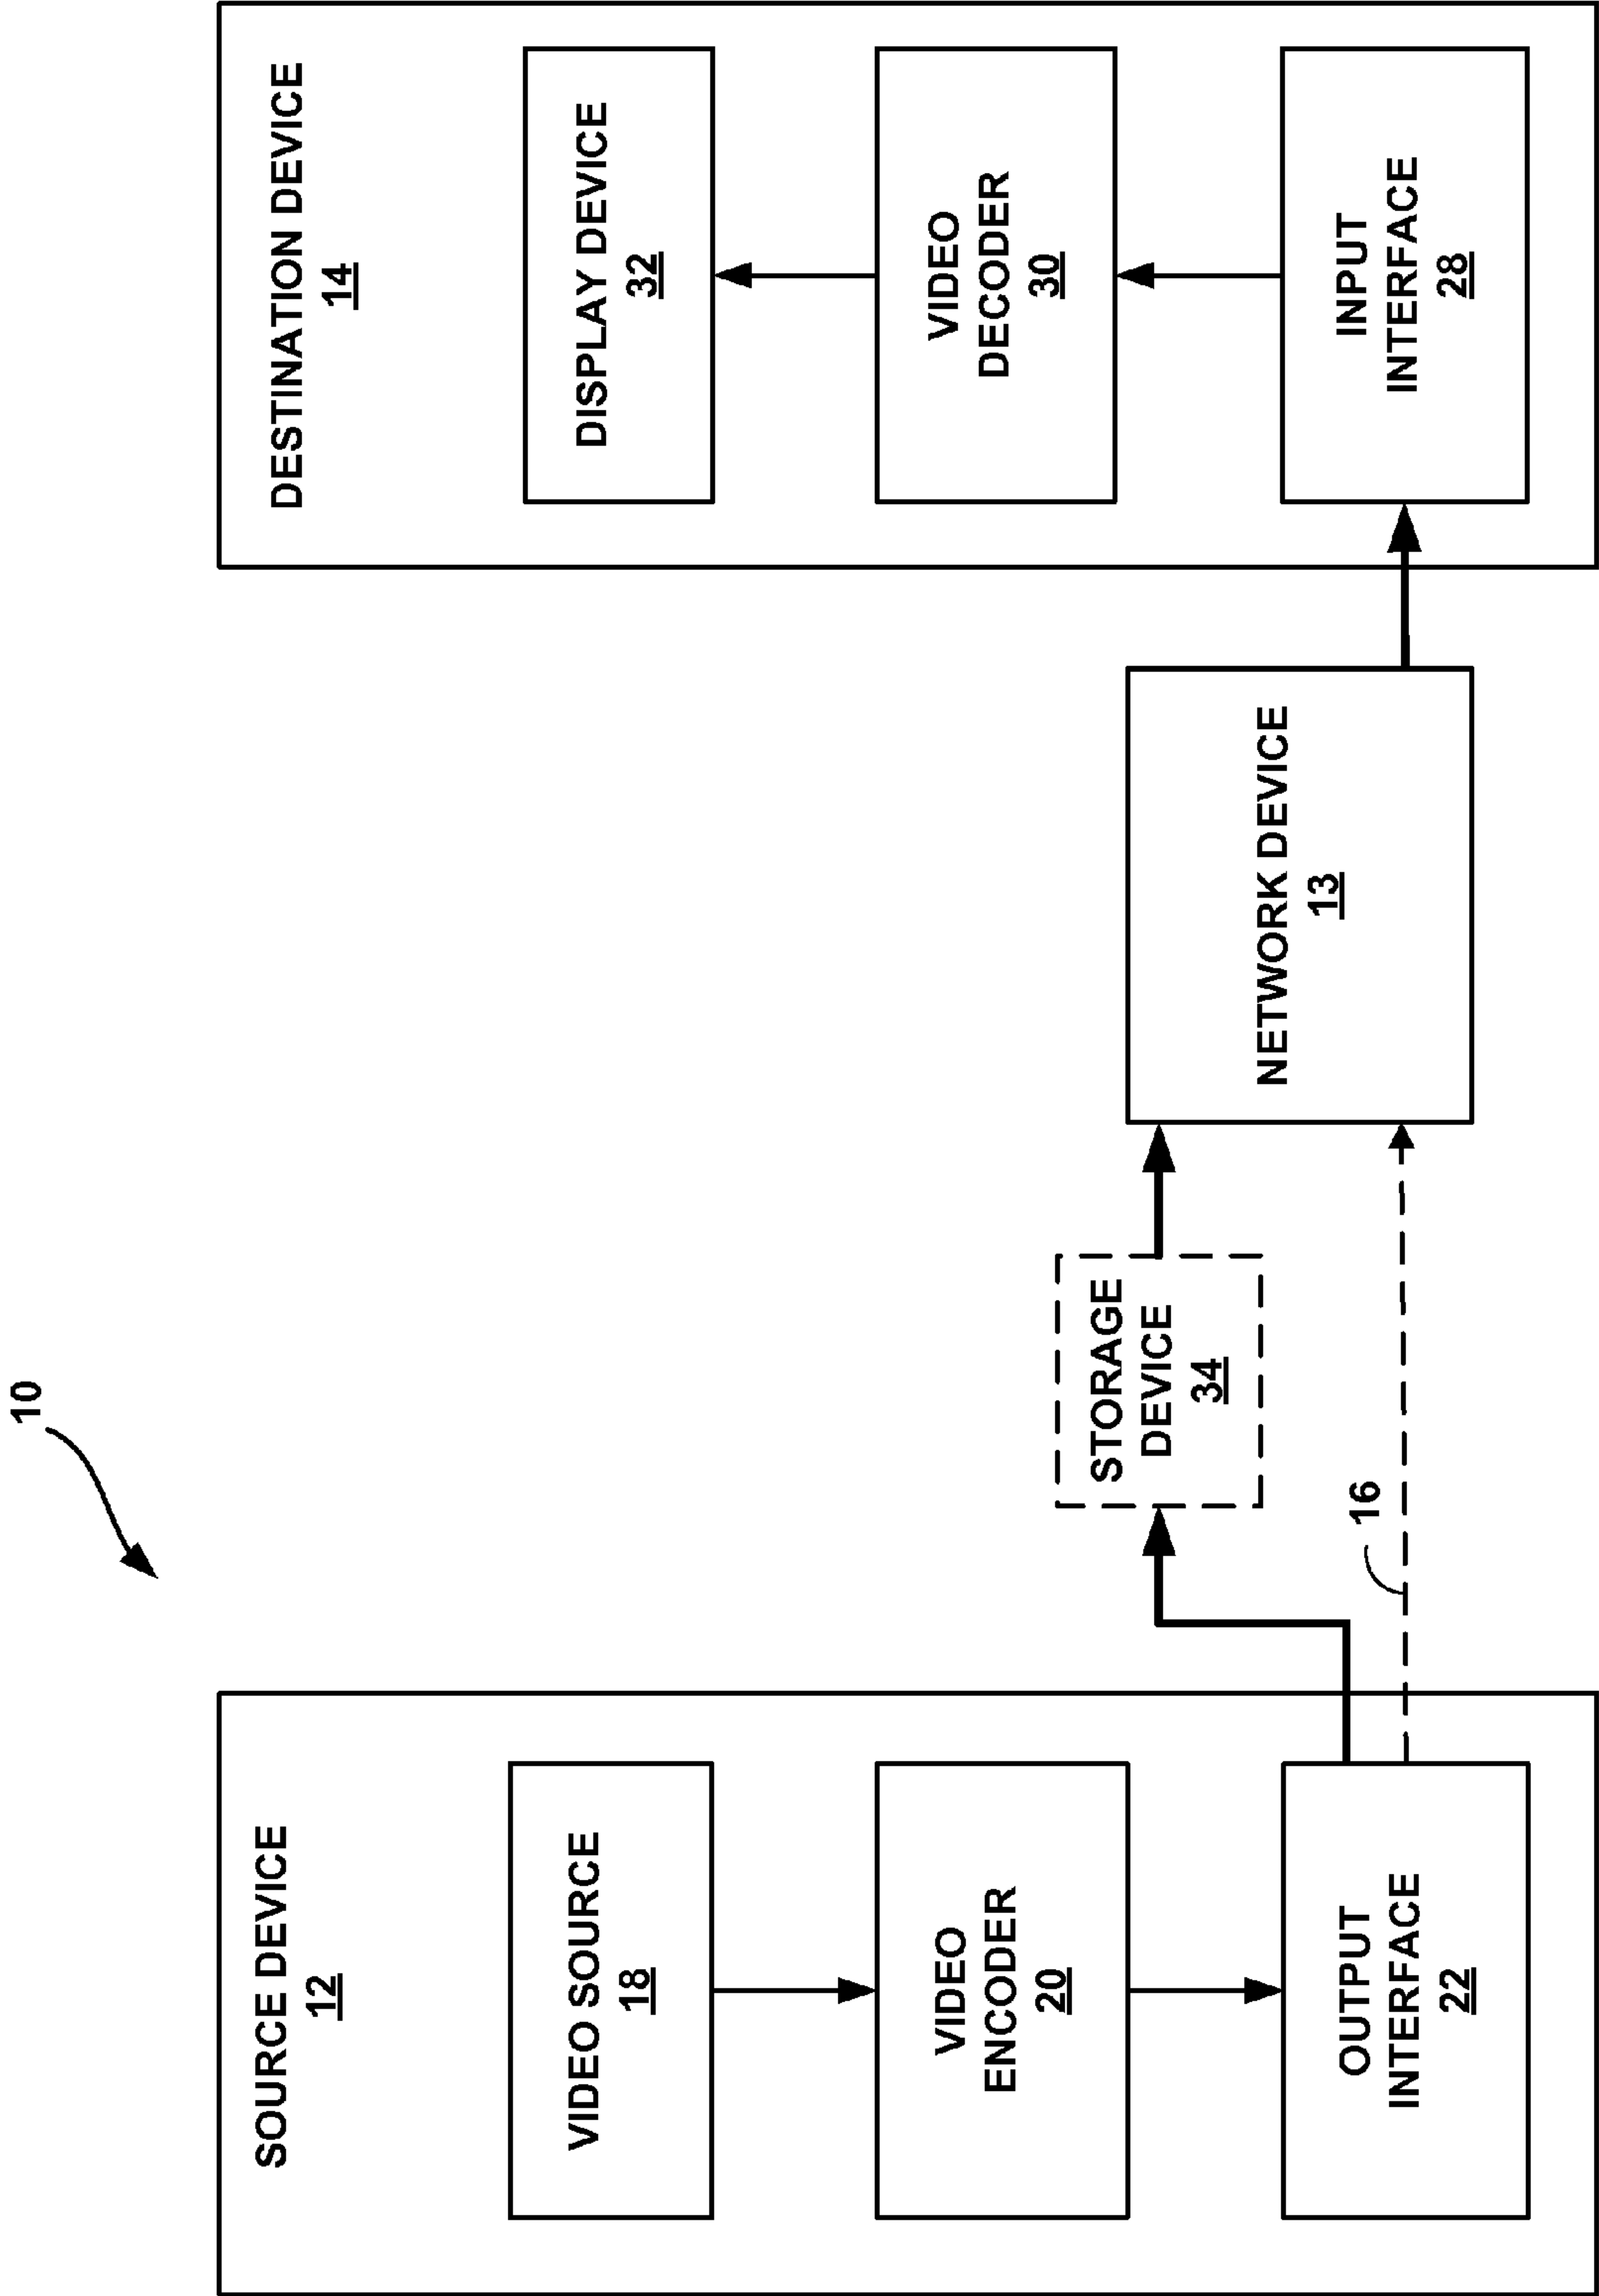 10
SOURCE DEVICE
12
VIDEO SOURCE
18
VIDEO
ENCODER
20
OUTPUT
INTERFACE
22
STORAGE
DEVICE
34
16
NETWORK DEVICE
13
DESTINATION DEVICE
14
DISPLAY DEVICE
32
VIDEO
DECODER
30
INPUT
INTERFACE
28